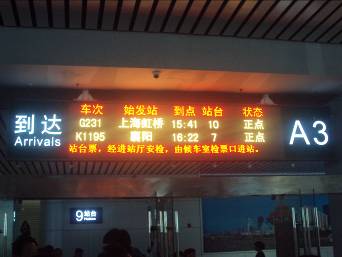 到达
Arrivals
车次 始发站 到点 站台 状态
G231 上海虹桥 15:41 10 正点
K1195 襄阳 16:22 7 正点
站台票，经进站厅安检，由候车室检票口进站。
A3
9站台